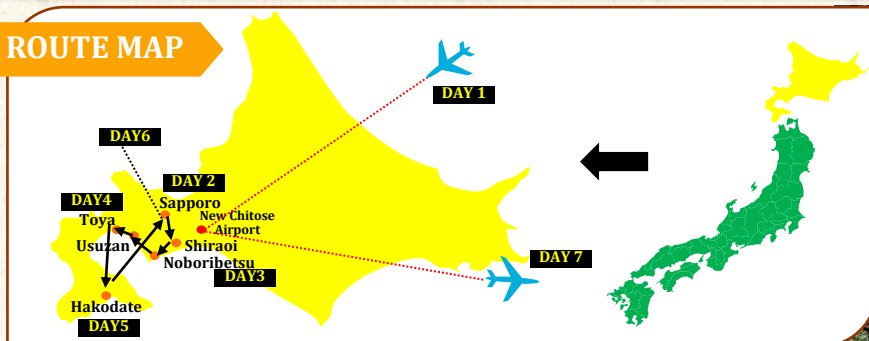 ROUTE MAP
DAY 1
DAY6
DAY 2
DAY4
Sapporo
Toya
New Chitose
Airport
Usuzan
Shiraoi
Noboribetsu
DAY3
DAY 7
Hakodate
DAY5